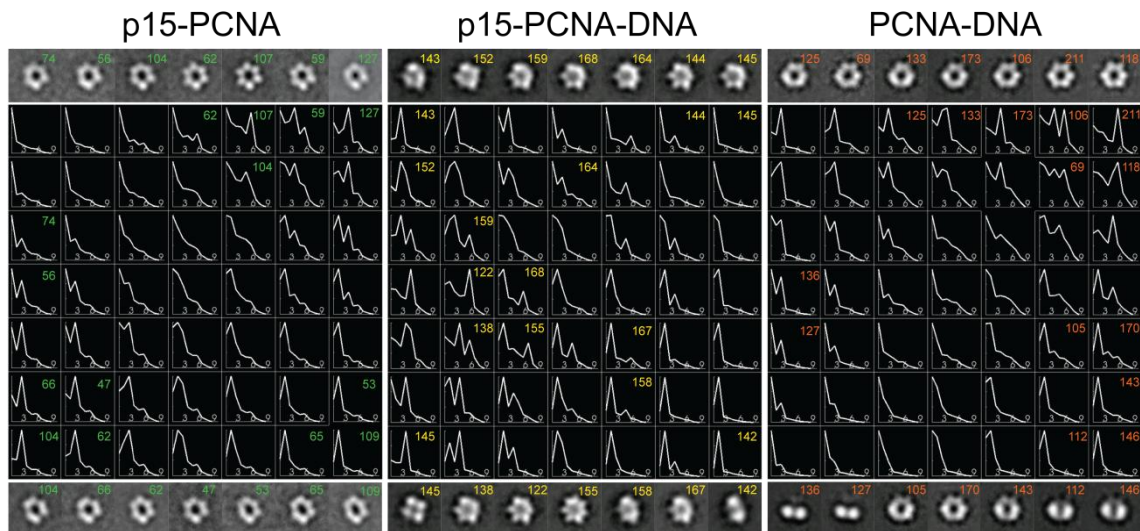 p15-PCNA p15-PCNA-DNA PCNA-DNA
74 56 104 62 107 59 127 143 152 159 168 164 144 145 125 69 133 173 106 211 118
62 107 59 127 143 144 145 125 133 173 106 211
104 152 164 69 118
74 159
56 122 168 136
138 155 167 127 105 170
66 47 53 158 143
104 62 65 109 145 142 112 146
104 66 62 47 53 65 109 145 138 122 155 158 167 142 136 127 105 170 143 112 146